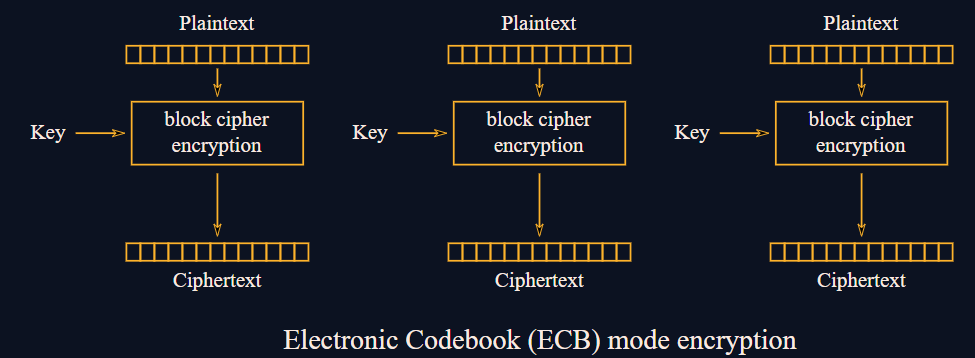 Plaintext
Plaintext
Plaintext
Key
block cipher
encryption
Key
block cipher
encryption
Key
block cipher
encryption
Ciphertext
Ciphertext
Ciphertext
Electronic Codebook (ECB) mode encryption